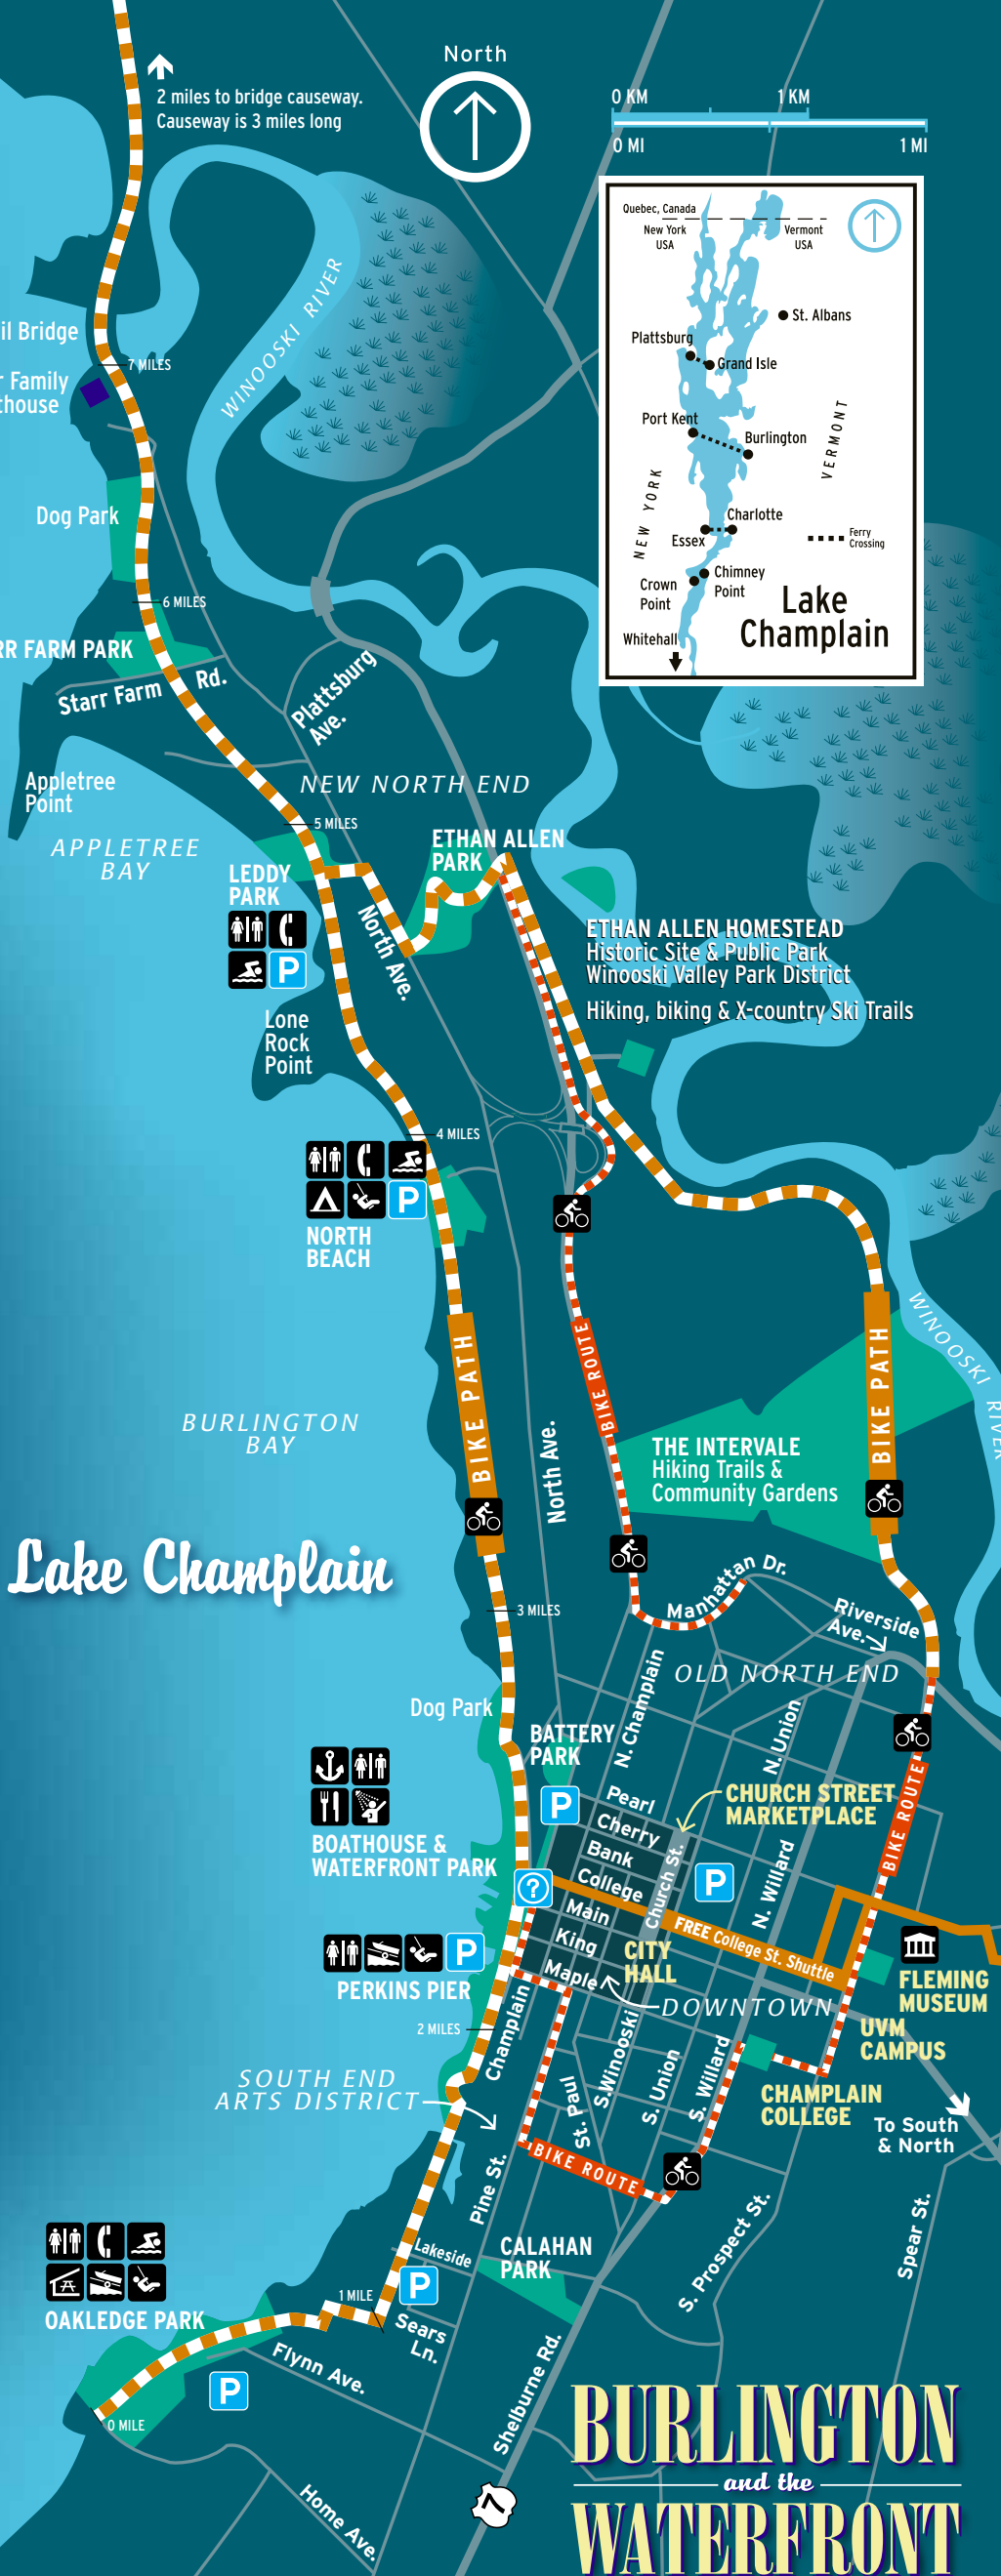 North
2 miles to bridge causeway.
Causeway is 3 miles long
0 KM
1 KM
0 MI
1 MI
Quebec, Canada
New York
USA
Vermont
USA
St. Albans
Plattsburg
Grand Isle
Port Kent
Burlington
VERMONT
NEW YORK
Charlotte
Essex
Ferry
Crossing
Chimney
Point
Crown
Point
Whitehall
Lake
Champlain
WINOOSKI RIVER
il Bridge
7 MILES
r Family
thouse
Dog Park
6 MILES
RR FARM PARK
Starr Farm Rd.
Plattsburg
Ave.
Appletree
Point
NEW NORTH END
APPLETREE
BAY
5 MILES
ETHAN ALLEN
PARK
LEDDY
PARK
P
North Ave.
ETHAN ALLEN HOMESTEAD
Historic Site & Public Park
Winooski Valley Park District
Hiking, biking & X-country Ski Trails
Lone
Rock
Point
4 MILES
P
NORTH
BEACH
BIKE PATH
BIKE ROUTE
BIKE PATH
WINOOSKI RIVER
BURLINGTON
BAY
North Ave.
THE INTERVALE
Hiking Trails &
Community Gardens
Lake Champlain
3 MILES
Manhattan Dr.
Riverside
Ave.
OLD NORTH END
N. Champlain
N. Union
Dog Park
BATTERY
PARK
P
Pearl
Cherry
Bank
College
Main
King
Maple
CHURCH STREET
MARKETPLACE
Church St.
P
N. Willard
BIKE ROUTE
BOATHOUSE &
WATERFRONT PARK
?
FREE College St. Shuttle
CITY
HALL
P
PERKINS PIER
FLEMING
MUSEUM
DOWNTOWN
UVM
CAMPUS
2 MILES
Champlain
SOUTH END
ARTS DISTRICT
St. Paul
S.Winooski
S. Union
S. Willard
CHAMPLAIN
COLLEGE
To South
& North
BIKE ROUTE
Pine St.
Lakeside
CALAHAN
PARK
S. Prospect St.
Spear St.
P
1 MILE
OAKLEDGE PARK
Sears
Ln.
Flynn Ave.
P
Shelburne Rd.
0 MILE
Home Ave.
7
BURLINGTON
and the
WATERFRONT